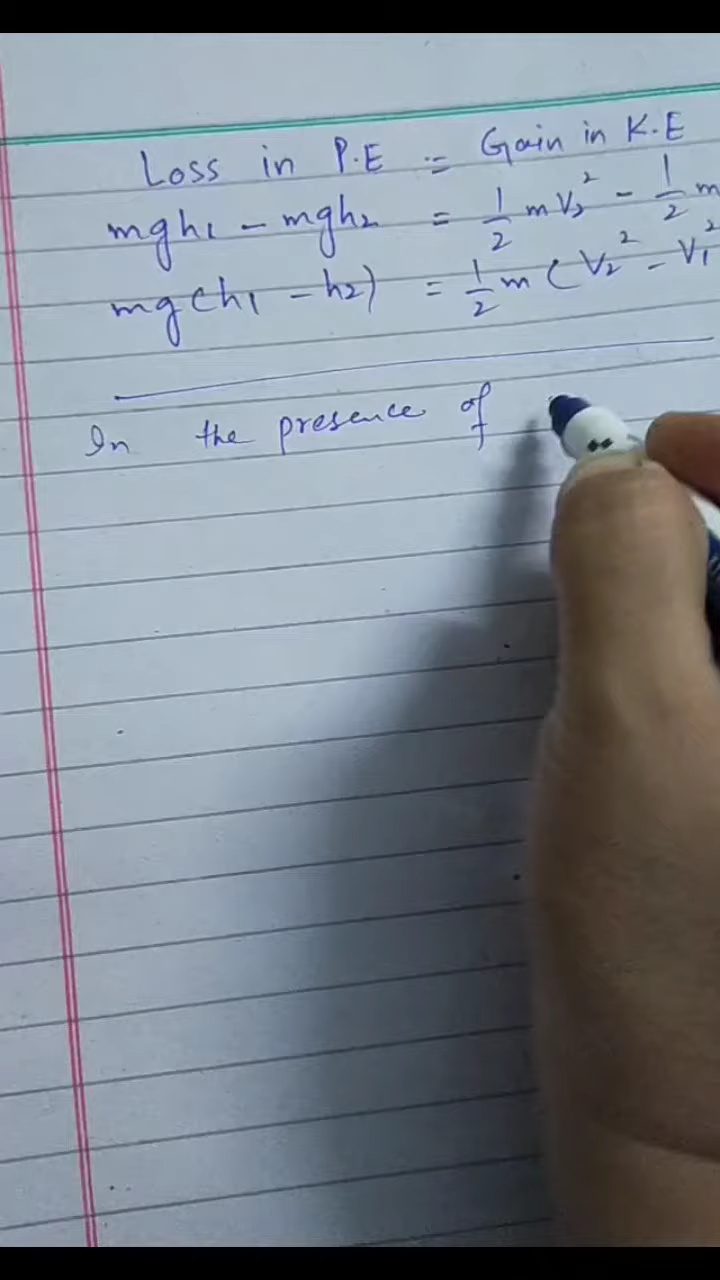 Loss in P.E = Gain in K.E
mgh₁ - mgh₂ = 1/2 mV₂² - 1/2 m
mg(h₁ - h₂) = 1/2 m (V₂² - V₁²
In the presence of